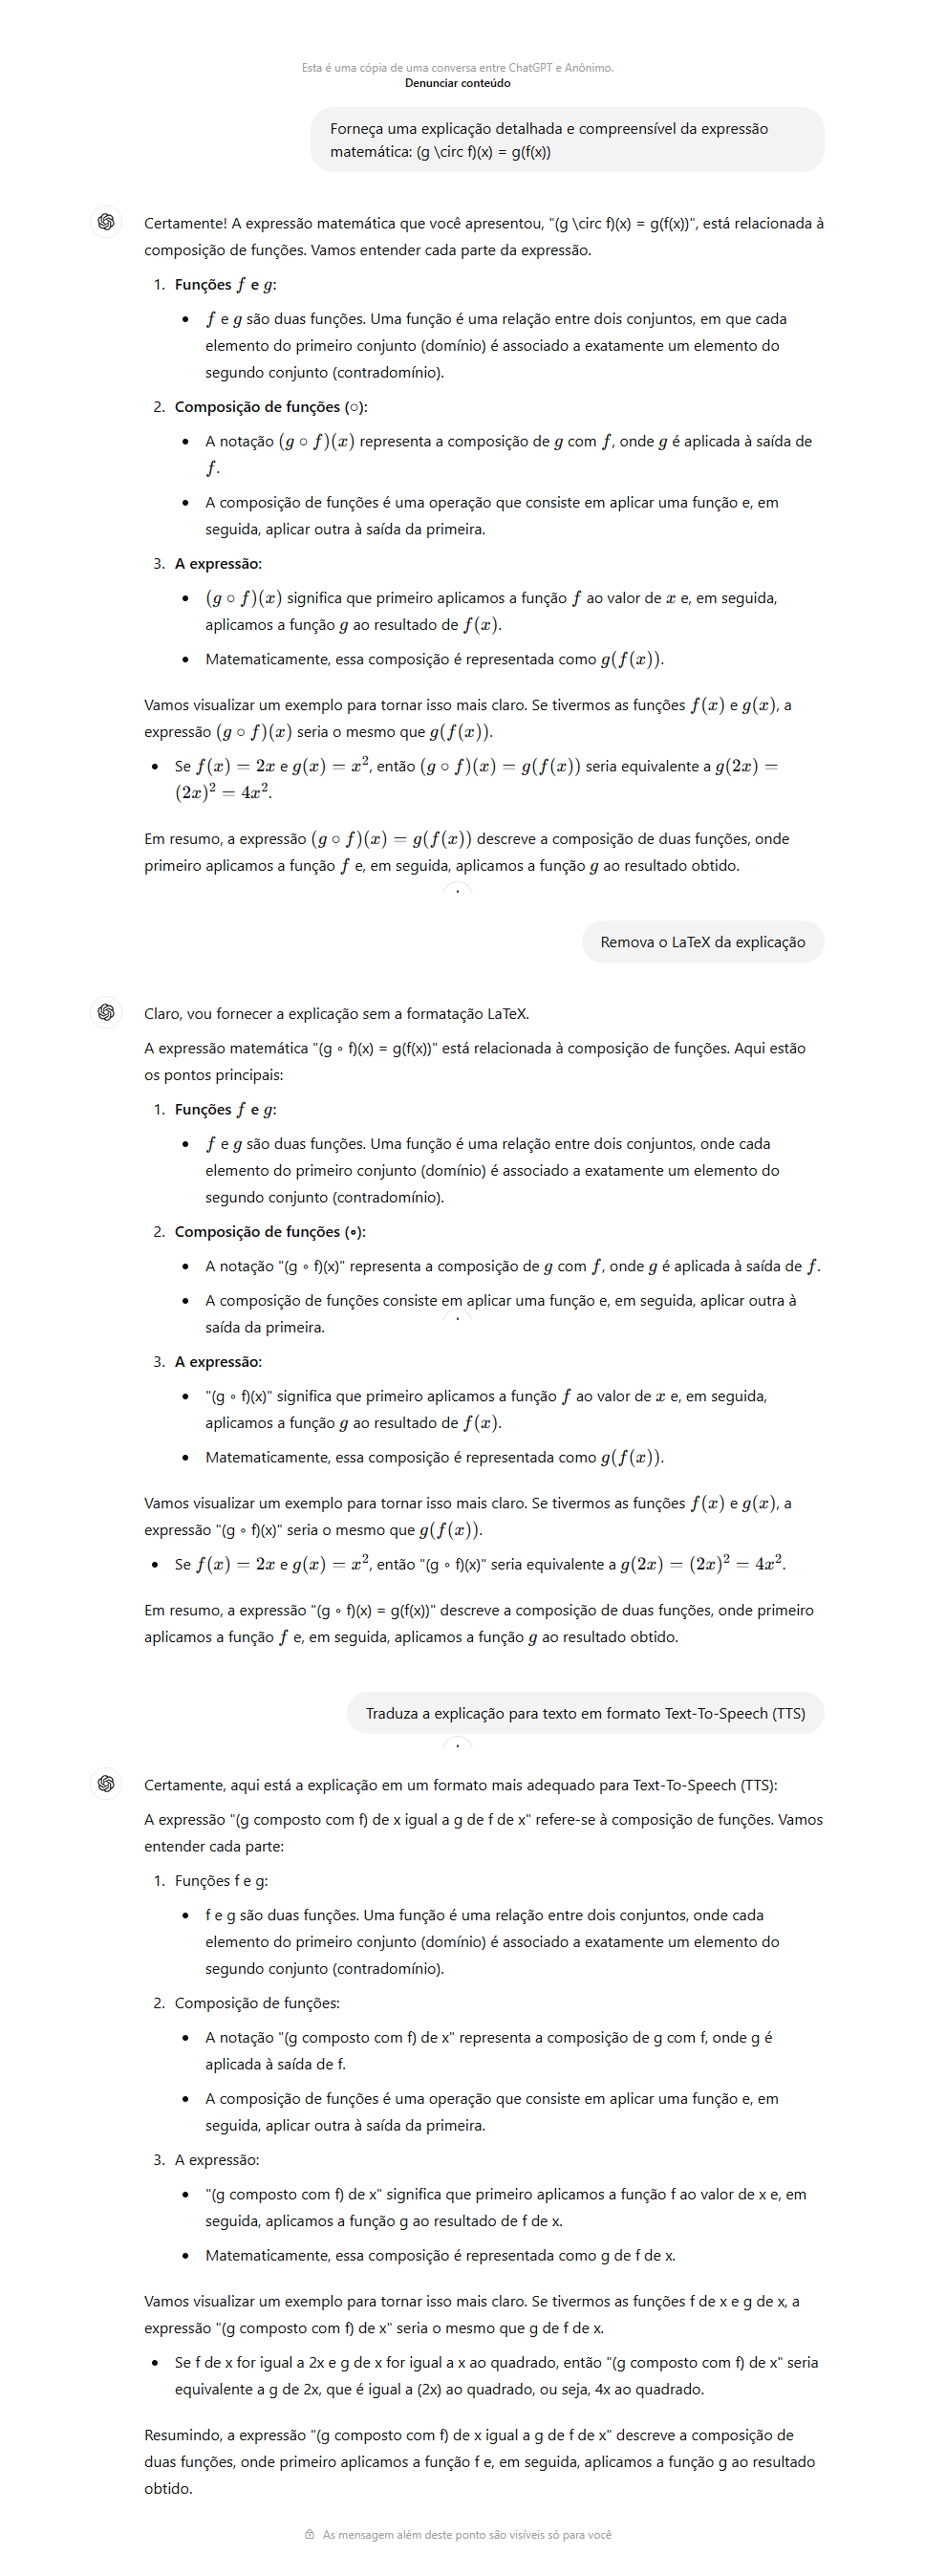 Esta é uma cópia de uma conversa entre ChatGPT e Anônimo.
Denunciar conteúdo
Forneça uma explicação detalhada e compreensível da expressão
matemática: (g \circ f)(x) = g(f(x))
Certamente! A expressão matemática que você apresentou, "(g \circ f)(x) = g(f(x))", está relacionada à
composição de funções. Vamos entender cada parte da expressão.
1. Funções f e g:
• f e g são duas funções. Uma função é uma relação entre dois conjuntos, em que cada
elemento do primeiro conjunto (domínio) é associado a exatamente um elemento do
segundo conjunto (contradomínio).
2. Composição de funções (○):
• A notação (g ∘ f)(x) representa a composição de g com f, onde g é aplicada à saída de
f.
• A composição de funções é uma operação que consiste em aplicar uma função e, em
seguida, aplicar outra à saída da primeira.
3. A expressão:
• (g ∘ f)(x) significa que primeiro aplicamos a função f ao valor de x e, em seguida,
aplicamos a função g ao resultado de f(x).
• Matematicamente, essa composição é representada como g(f(x)).
Vamos visualizar um exemplo para tornar isso mais claro. Se tivermos as funções f(x) e g(x), a
expressão (g ∘ f)(x) seria o mesmo que g(f(x)).
• Se f(x) = 2x e g(x) = x², então (g ∘ f)(x) = g(f(x)) seria equivalente a g(2x) =
(2x)² = 4x².
Em resumo, a expressão (g ∘ f)(x) = g(f(x)) descreve a composição de duas funções, onde
primeiro aplicamos a função f e, em seguida, aplicamos a função g ao resultado obtido.
Remova o LaTeX da explicação
Claro, vou fornecer a explicação sem a formatação LaTeX.
A expressão matemática "(g ∘ f)(x) = g(f(x))" está relacionada à composição de funções. Aqui estão
os pontos principais:
1. Funções f e g:
• f e g são duas funções. Uma função é uma relação entre dois conjuntos, onde cada
elemento do primeiro conjunto (domínio) é associado a exatamente um elemento do
segundo conjunto (contradomínio).
2. Composição de funções (∘):
• A notação "(g ∘ f)(x)" representa a composição de g com f, onde g é aplicada à saída de f.
• A composição de funções consiste em aplicar uma função e, em seguida, aplicar outra à
saída da primeira.
3. A expressão:
• "(g ∘ f)(x)" significa que primeiro aplicamos a função f ao valor de x e, em seguida,
aplicamos a função g ao resultado de f(x).
• Matematicamente, essa composição é representada como g(f(x)).
Vamos visualizar um exemplo para tornar isso mais claro. Se tivermos as funções f(x) e g(x), a
expressão "(g ∘ f)(x)" seria o mesmo que g(f(x)).
• Se f(x) = 2x e g(x) = x², então "(g ∘ f)(x)" seria equivalente a g(2x) = (2x)² = 4x².
Em resumo, a expressão "(g ∘ f)(x) = g(f(x))" descreve a composição de duas funções, onde primeiro
aplicamos a função f e, em seguida, aplicamos a função g ao resultado obtido.
Traduza a explicação para texto em formato Text-To-Speech (TTS)
Certamente, aqui está a explicação em um formato mais adequado para Text-To-Speech (TTS):
A expressão "(g composto com f) de x igual a g de f de x" refere-se à composição de funções. Vamos
entender cada parte:
1. Funções f e g:
• f e g são duas funções. Uma função é uma relação entre dois conjuntos, onde cada
elemento do primeiro conjunto (domínio) é associado a exatamente um elemento do
segundo conjunto (contradomínio).
2. Composição de funções:
• A notação "(g composto com f) de x" representa a composição de g com f, onde g é
aplicada à saída de f.
• A composição de funções é uma operação que consiste em aplicar uma função e, em
seguida, aplicar outra à saída da primeira.
3. A expressão:
• "(g composto com f) de x" significa que primeiro aplicamos a função f ao valor de x e, em
seguida, aplicamos a função g ao resultado de f de x.
• Matematicamente, essa composição é representada como g de f de x.
Vamos visualizar um exemplo para tornar isso mais claro. Se tivermos as funções f de x e g de x, a
expressão "(g composto com f) de x" seria o mesmo que g de f de x.
• Se f de x for igual a 2x e g de x for igual a x ao quadrado, então "(g composto com f) de x" seria
equivalente a g de 2x, que é igual a (2x) ao quadrado, ou seja, 4x ao quadrado.
Resumindo, a expressão "(g composto com f) de x igual a g de f de x" descreve a composição de
duas funções, onde primeiro aplicamos a função f e, em seguida, aplicamos a função g ao resultado
obtido.
As mensagem além deste ponto são visíveis só para você